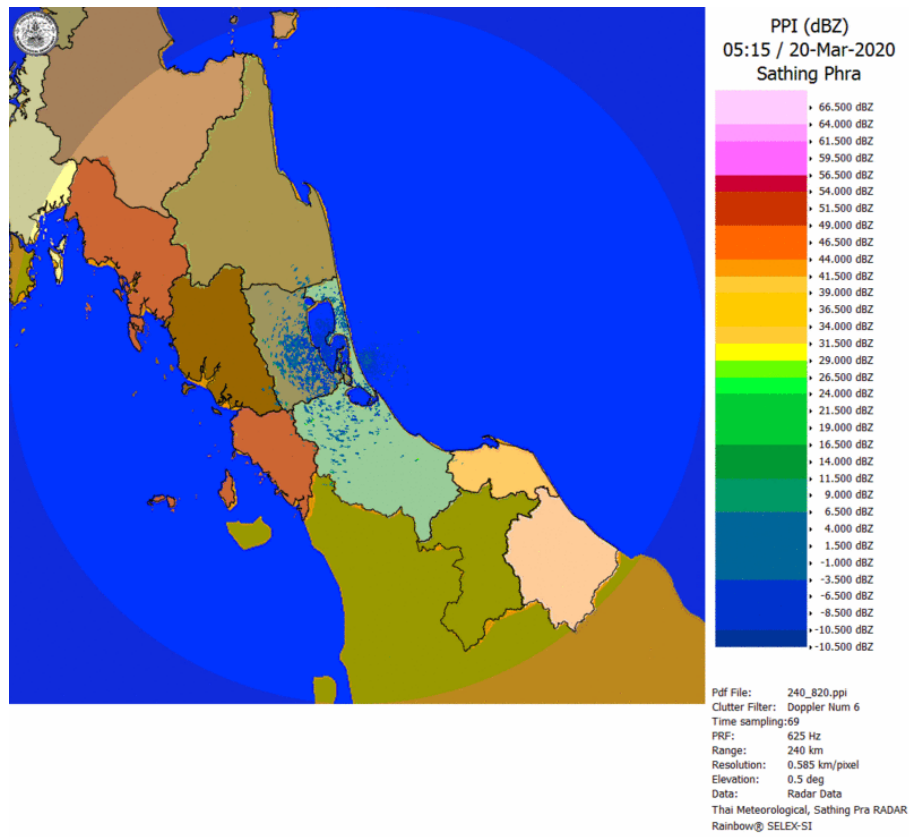 PPI (dBZ)
05:15 / 20-Mar-2020
Sathing Phra
66.500 dBZ
64.000 dBZ
61.500 dBZ
59.500 dBZ
56.500 dBZ
54.000 dBZ
51.500 dBZ
49.000 dBZ
46.500 dBZ
44.000 dBZ
41.500 dBZ
39.000 dBZ
36.500 dBZ
34.000 dBZ
31.500 dBZ
29.000 dBZ
26.500 dBZ
24.000 dBZ
21.500 dBZ
19.000 dBZ
16.500 dBZ
14.000 dBZ
11.500 dBZ
9.000 dBZ
6.500 dBZ
4.000 dBZ
1.500 dBZ
-1.000 dBZ
-3.500 dBZ
-6.500 dBZ
-8.500 dBZ
-10.500 dBZ
-10.500 dBZ
Pdf File: 240_820.ppi
Clutter Filter: Doppler Num 6
Time sampling:69
PRF: 625 Hz
Range: 240 km
Resolution: 0.585 km/pixel
Elevation: 0.5 deg
Data: Radar Data
Thai Meteorological, Sathing Pra RADAR
Rainbow® SELEX-SI